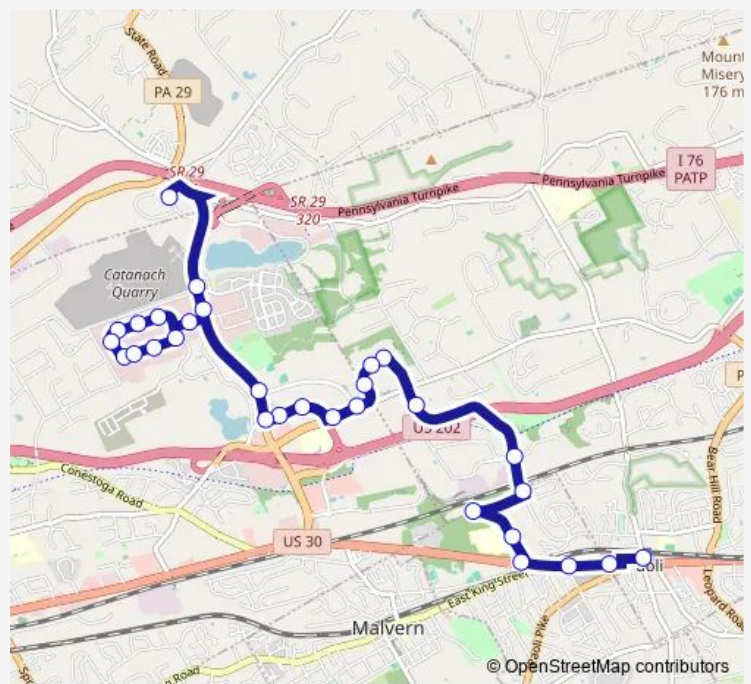 State Road
Mount
Misery
176 m
PA 29
SR 29
I 76
PATP
Pennsylvania Turnpike
SR 29
320
Pennsylvania Turnpike
Catanach
Quarry
P
US 202
Conestoga Road
Bear Hill Road
US 30
East King Street
oli
Leopard Road
Malvern
aoli Pike
Road
© OpenStreetMap contributors